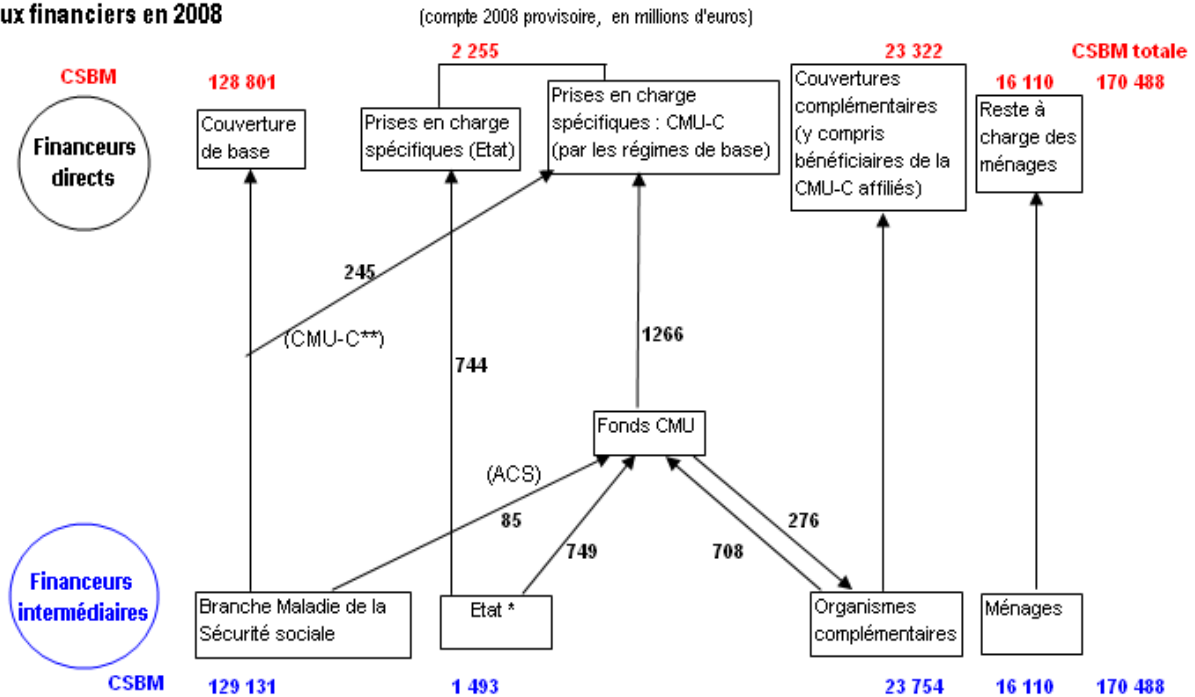 ux financiers en 2008
(compte 2008 provisoire, en millions d'euros)
CSBM
128 801
2 255
23 322
16 110
CSBM totale
170 488
Financeurs
directs
Couverture
de base
Prises en charge
spécifiques (Etat)
Prises en charge
spécifiques : CMU-C
(par les régimes de base)
Couvertures
complémentaires
(y compris
bénéficiaires de la
CMU-C affiliés)
Reste à
charge des
ménages
245
(CMU-C**)
744
1266
Fonds CMU
(ACS)
85
749
708
276
Financeurs
intermédiaires
Branche Maladie de la
Sécurité sociale
Etat *
Organismes
complémentaires
Ménages
CSBM
129 131
1 493
23 754
16 110
170 488